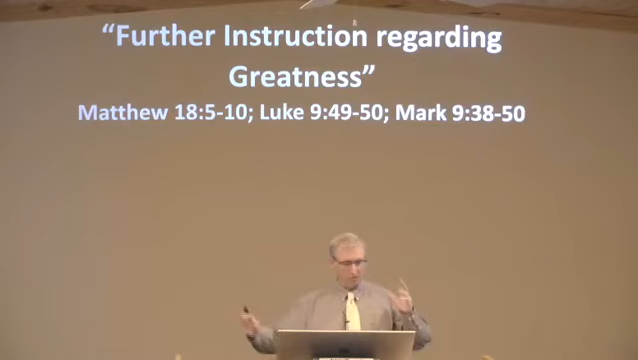 “Further Instruction regarding
Greatness”
Matthew 18:5-10; Luke 9:49-50; Mark 9:38-50